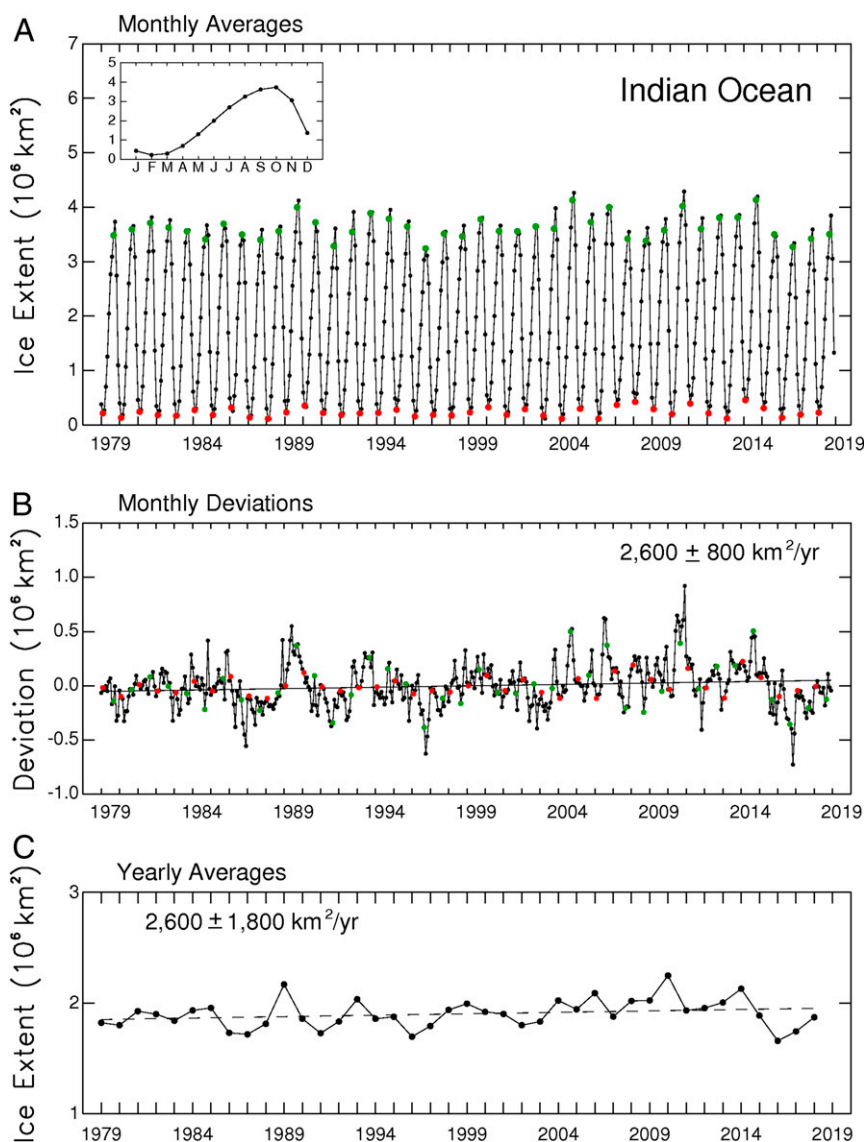 A
Monthly Averages
Indian Ocean
Ice Extent (10⁶ km²)
7
6
5
4
3
2
1
0
5
4
3
2
1
0
J F M A M J J A S O N D
1979 1984 1989 1994 1999 2004 2009 2014 2019
B
Monthly Deviations
2,600 ± 800 km²/yr
Deviation (10⁶ km²)
1.5
1.0
0.5
0.0
-0.5
-1.0
1979 1984 1989 1994 1999 2004 2009 2014 2019
C
Yearly Averages
2,600 ± 1,800 km²/yr
Ice Extent (10⁶ km²)
3
2
1
1979 1984 1989 1994 1999 2004 2009 2014 2019